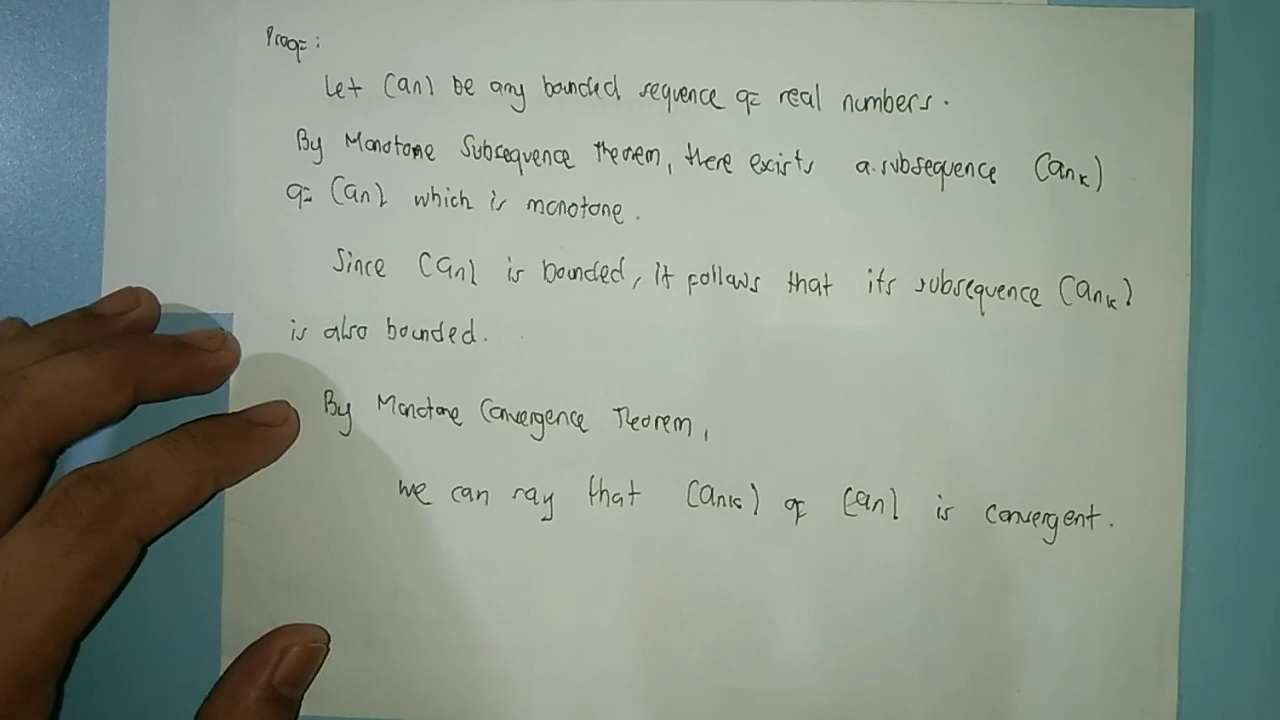 Proof:
Let (an) be any bounded sequence of real numbers.
By Monotone Subsequence Theorem, there exists a subsequence (ank)
of (an) which is monotone.
Since (an) is bounded, it follows that its subsequence (ank)
is also bounded.
By Monotone Convergence Theorem,
we can say that (ank) of (an) is convergent.